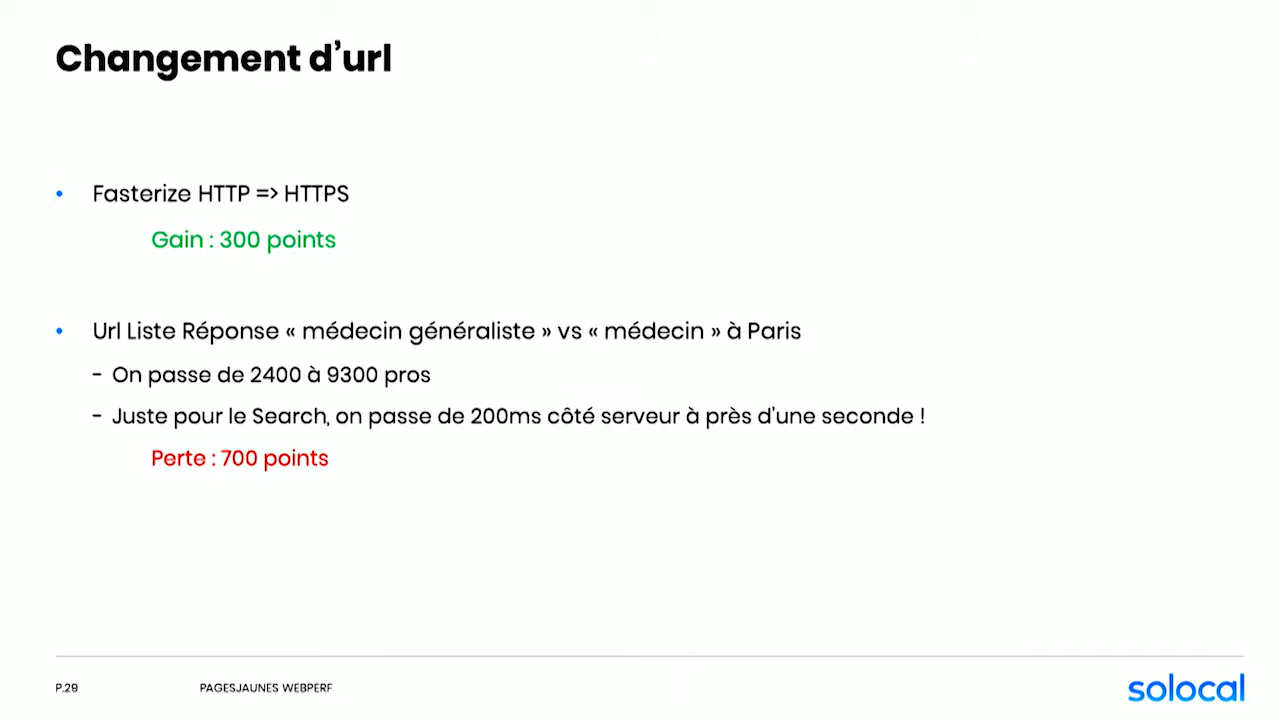 Changement d’url
• Fasterize HTTP => HTTPS
Gain : 300 points
• Url Liste Réponse « médecin généraliste » vs « médecin » à Paris
- On passe de 2400 à 9300 pros
- Juste pour le Search, on passe de 200ms côté serveur à près d'une seconde !
Perte : 700 points
P.29
PAGESJAUNES WEBPERF
solocal